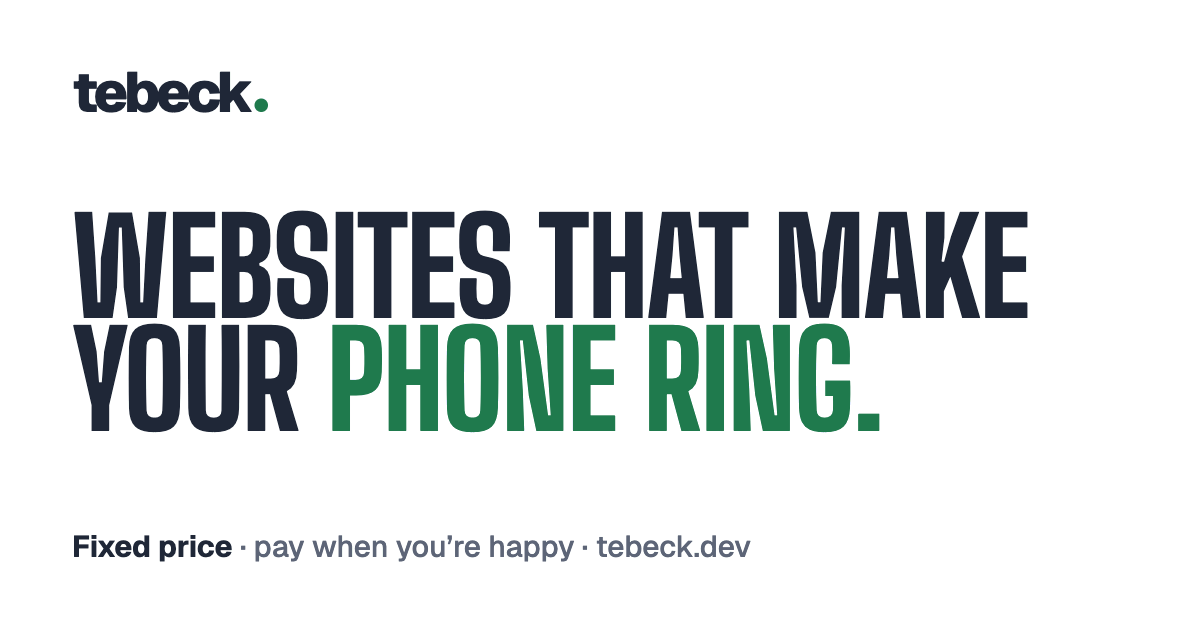 tebeck.
WEBSITES THAT MAKE
YOUR PHONE RING.
Fixed price · pay when you’re happy · tebeck.dev